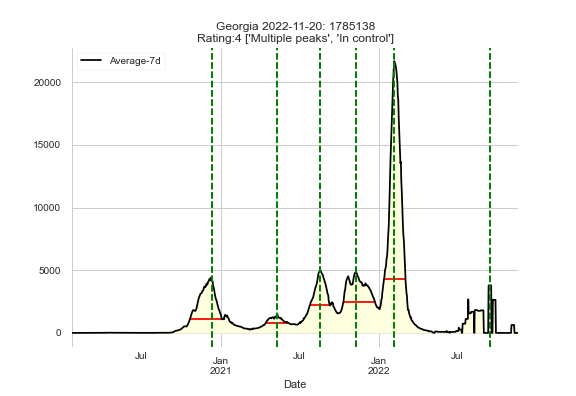 Georgia 2022-11-20: 1785138
Rating:4 ['Multiple peaks', 'In control']
Average-7d
20000
15000
10000
5000
0
Jul
Jan
2021
Jul
Jan
2022
Jul
Date